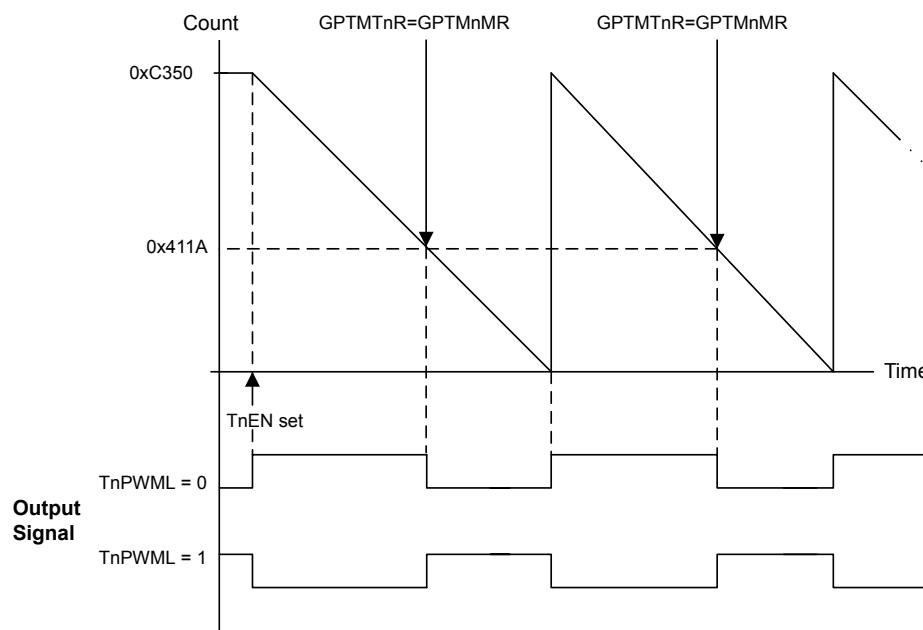 Count
GPTMTnR=GPTMnMR
GPTMTnR=GPTMnMR
0xC350
0x411A
Time
TnEN set
TnPWML = 0
Output
Signal
TnPWML = 1